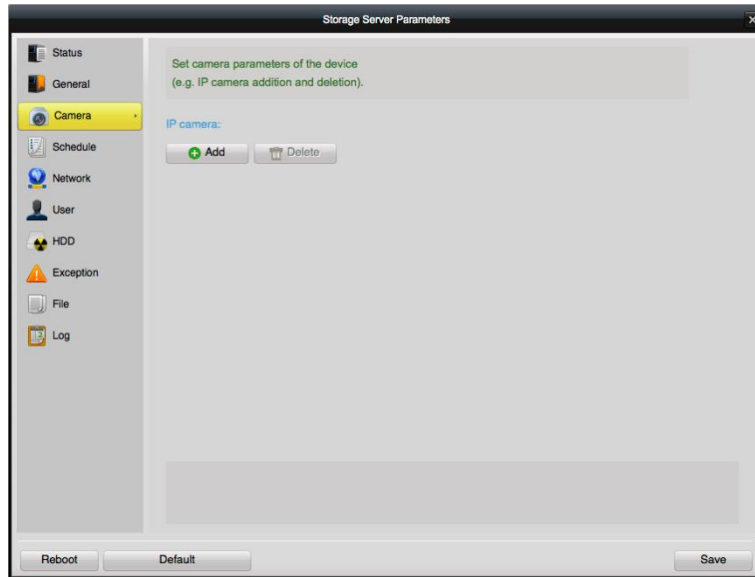 Storage Server Parameters
Status
General
Camera
Schedule
Network
User
HDD
Exception
File
Log
Set camera parameters of the device
(e.g. IP camera addition and deletion).
IP camera:
Add
Delete
Reboot
Default
Save